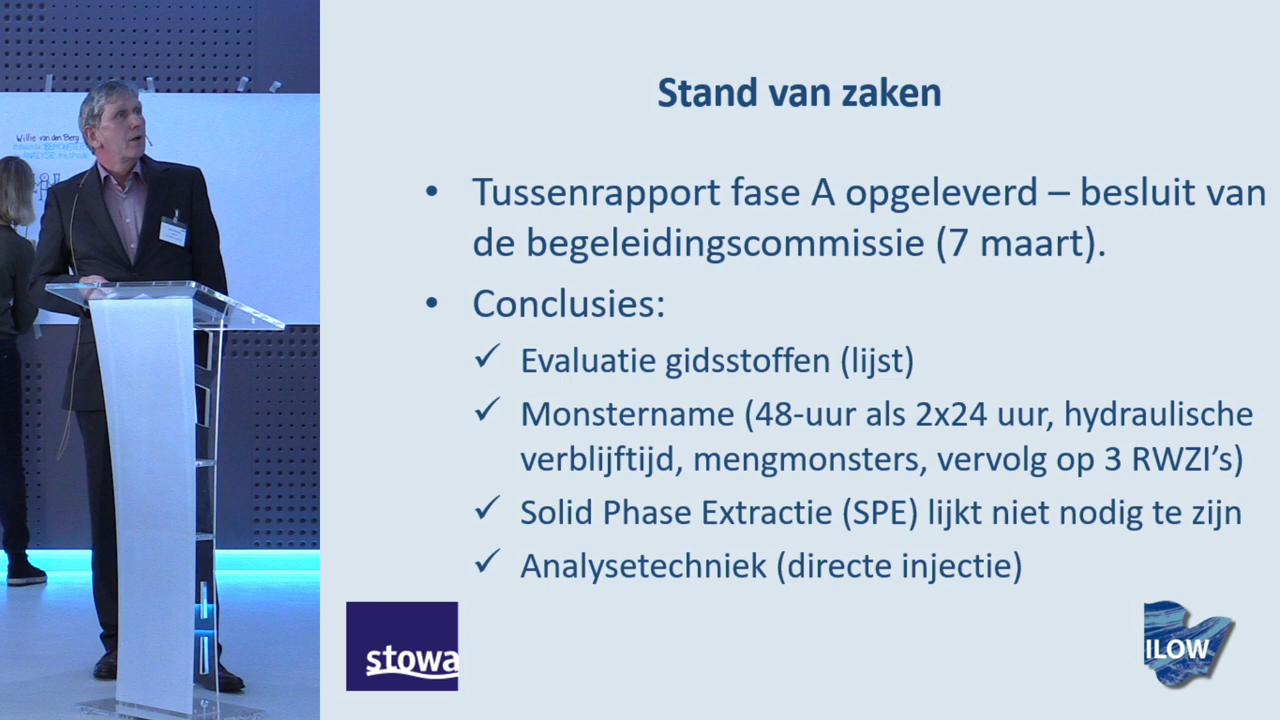 Willie van den Berg
ANALYSE methode
Stand van zaken
• Tussenrapport fase A opgeleverd – besluit van
de begeleidingscommissie (7 maart).
• Conclusies:
✓ Evaluatie gidsstoffen (lijst)
✓ Monstername (48-uur als 2x24 uur, hydraulische
verblijftijd, mengmonsters, vervolg op 3 RWZI’s)
✓ Solid Phase Extractie (SPE) lijkt niet nodig te zijn
✓ Analysetechniek (directe injectie)
stowa
ILOW